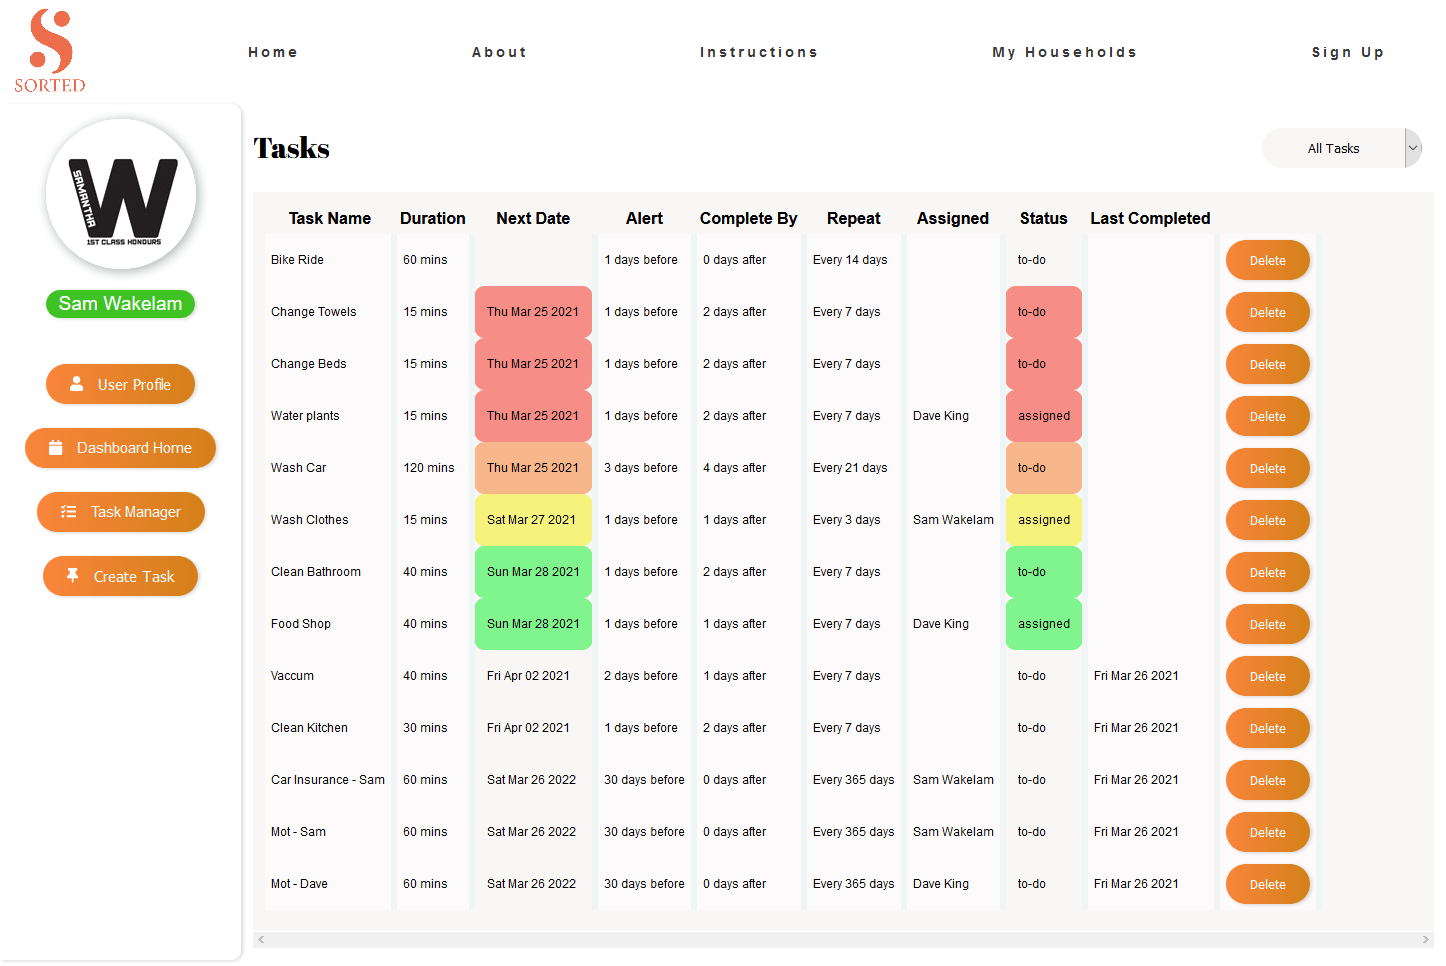 SORTED
Home About Instructions My Households Sign Up
SAMANTHA
W
1ST CLASS HONOURS
Sam Wakelam
User Profile
Dashboard Home
Task Manager
Create Task
Tasks
All Tasks
Task Name Duration Next Date Alert Complete By Repeat Assigned Status Last Completed
Bike Ride 60 mins 1 days before 0 days after Every 14 days to-do Delete
Change Towels 15 mins Thu Mar 25 2021 1 days before 2 days after Every 7 days to-do Delete
Change Beds 15 mins Thu Mar 25 2021 1 days before 2 days after Every 7 days to-do Delete
Water plants 15 mins Thu Mar 25 2021 1 days before 2 days after Every 7 days Dave King assigned Delete
Wash Car 120 mins Thu Mar 25 2021 3 days before 4 days after Every 21 days to-do Delete
Wash Clothes 15 mins Sat Mar 27 2021 1 days before 1 days after Every 3 days Sam Wakelam assigned Delete
Clean Bathroom 40 mins Sun Mar 28 2021 1 days before 2 days after Every 7 days to-do Delete
Food Shop 40 mins Sun Mar 28 2021 1 days before 1 days after Every 7 days Dave King assigned Delete
Vaccum 40 mins Fri Apr 02 2021 2 days before 1 days after Every 7 days to-do Fri Mar 26 2021 Delete
Clean Kitchen 30 mins Fri Apr 02 2021 1 days before 2 days after Every 7 days to-do Fri Mar 26 2021 Delete
Car Insurance - Sam 60 mins Sat Mar 26 2022 30 days before 0 days after Every 365 days Sam Wakelam to-do Fri Mar 26 2021 Delete
Mot - Sam 60 mins Sat Mar 26 2022 30 days before 0 days after Every 365 days Sam Wakelam to-do Fri Mar 26 2021 Delete
Mot - Dave 60 mins Sat Mar 26 2022 30 days before 0 days after Every 365 days Dave King to-do Fri Mar 26 2021 Delete